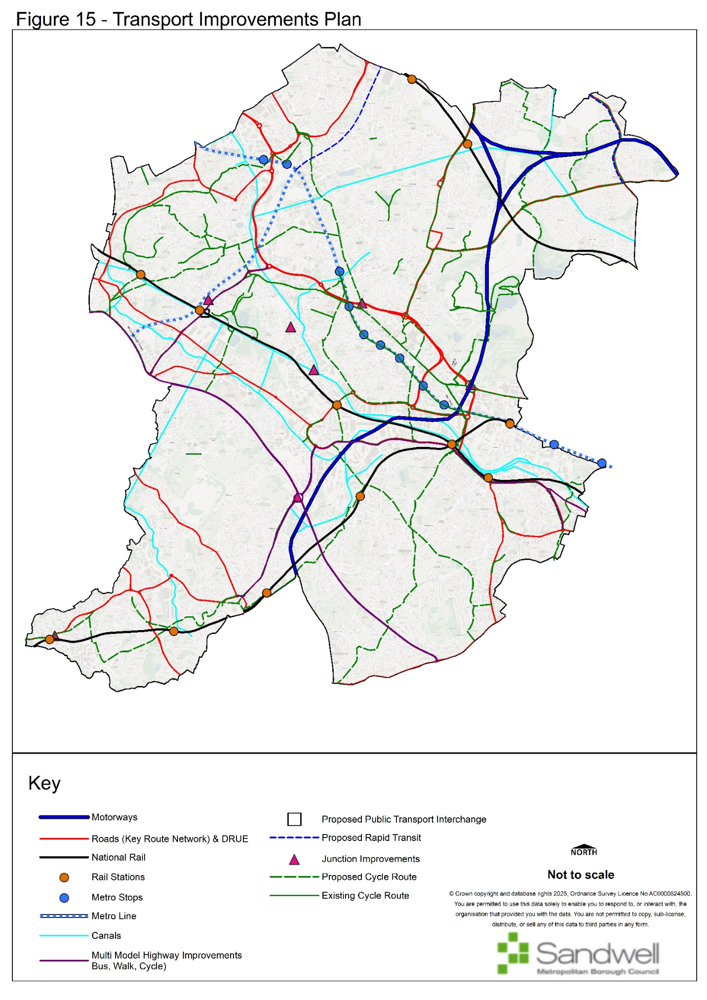 Figure 15 - Transport Improvements Plan
Key
Motorways
Roads (Key Route Network) & DRUE
National Rail
Rail Stations
Metro Stops
Metro Line
Canals
Multi Model Highway Improvements
Bus, Walk, Cycle)
Proposed Public Transport Interchange
Proposed Rapid Transit
Junction Improvements
Proposed Cycle Route
Existing Cycle Route
NORTH
Not to scale
© Crown copyright and database rights 2025, Ordnance Survey Licence No AC0000824500.
You are permitted to use this data solely to enable you to respond to, or interact with, the
organisation that provided you with the data. You are not permitted to copy, sub-license,
distribute, or sell any of this data to third parties in any form.
Sandwell
Metropolitan Borough Council